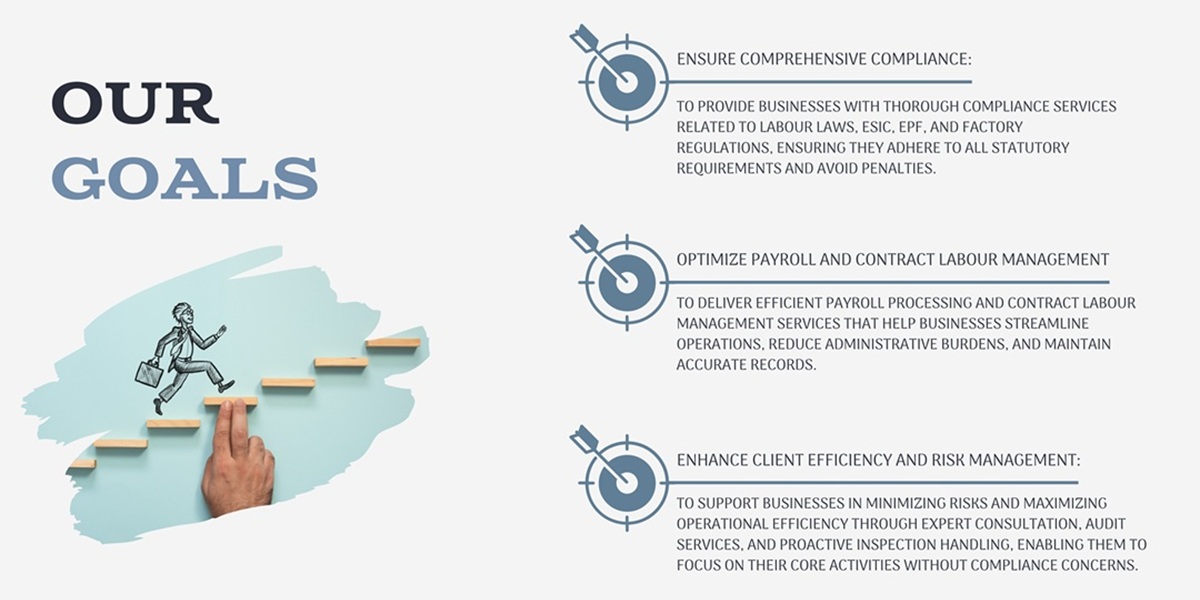 OUR
GOALS
ENSURE COMPREHENSIVE COMPLIANCE:
TO PROVIDE BUSINESSES WITH THOROUGH COMPLIANCE SERVICES
RELATED TO LABOUR LAWS, ESIC, EPF, AND FACTORY
REGULATIONS, ENSURING THEY ADHERE TO ALL STATUTORY
REQUIREMENTS AND AVOID PENALTIES.
OPTIMIZE PAYROLL AND CONTRACT LABOUR MANAGEMENT
TO DELIVER EFFICIENT PAYROLL PROCESSING AND CONTRACT LABOUR
MANAGEMENT SERVICES THAT HELP BUSINESSES STREAMLINE
OPERATIONS, REDUCE ADMINISTRATIVE BURDENS, AND MAINTAIN
ACCURATE RECORDS.
ENHANCE CLIENT EFFICIENCY AND RISK MANAGEMENT:
TO SUPPORT BUSINESSES IN MINIMIZING RISKS AND MAXIMIZING
OPERATIONAL EFFICIENCY THROUGH EXPERT CONSULTATION, AUDIT
SERVICES, AND PROACTIVE INSPECTION HANDLING, ENABLING THEM TO
FOCUS ON THEIR CORE ACTIVITIES WITHOUT COMPLIANCE CONCERNS.